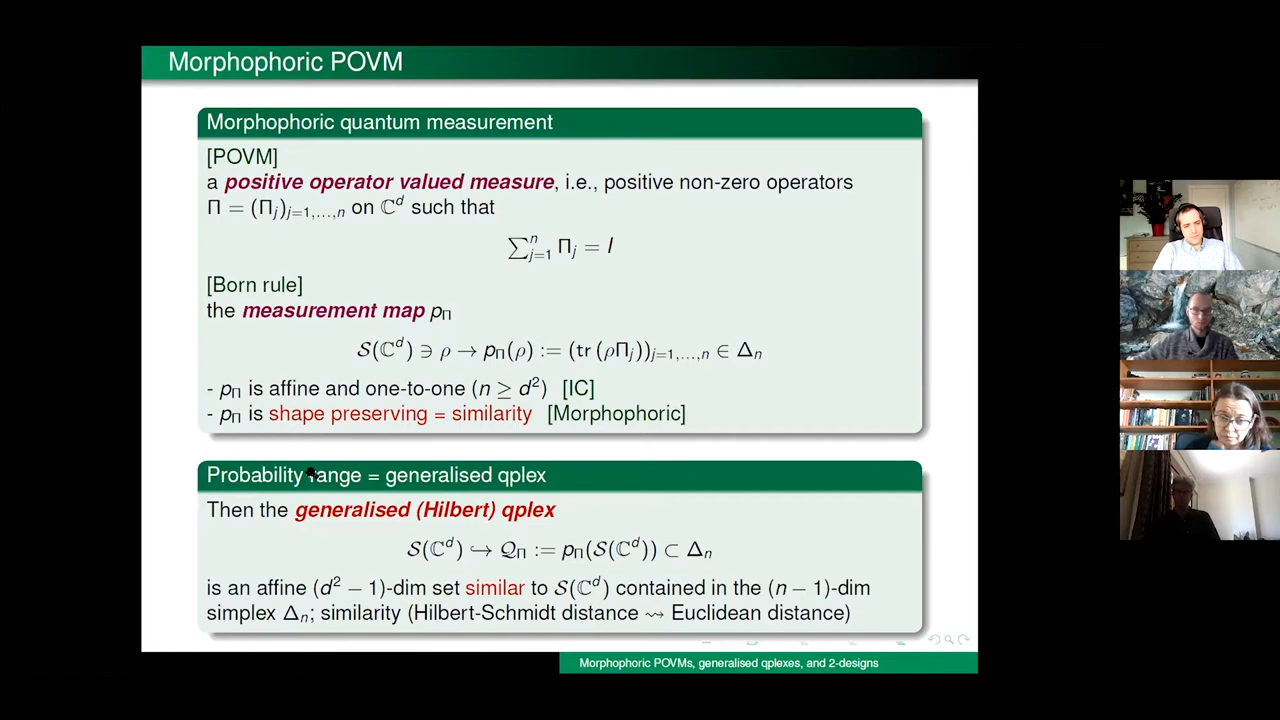 Morphophoric POVM
Morphophoric quantum measurement
[POVM]
a positive operator valued measure, i.e., positive non-zero operators
Π = (Π_j)_{j=1,...,n} on ℂ^d such that
∑_{j=1}^n Π_j = I
[Born rule]
the measurement map p_Π
𝒮(ℂ^d) ∋ ρ → p_Π(ρ) := (tr (ρΠ_j))_{j=1,...,n} ∈ Δ_n
- p_Π is affine and one-to-one (n ≥ d²) [IC]
- p_Π is shape preserving = similarity [Morphophoric]
Probability range = generalised qplex
Then the generalised (Hilbert) qplex
𝒮(ℂ^d) ↪ 𝒬_Π := p_Π(𝒮(ℂ^d)) ⊂ Δ_n
is an affine (d² − 1)-dim set similar to 𝒮(ℂ^d) contained in the (n − 1)-dim
simplex Δ_n; similarity (Hilbert-Schmidt distance ⇝ Euclidean distance)
Morphophoric POVMs, generalised qplexes, and 2-designs